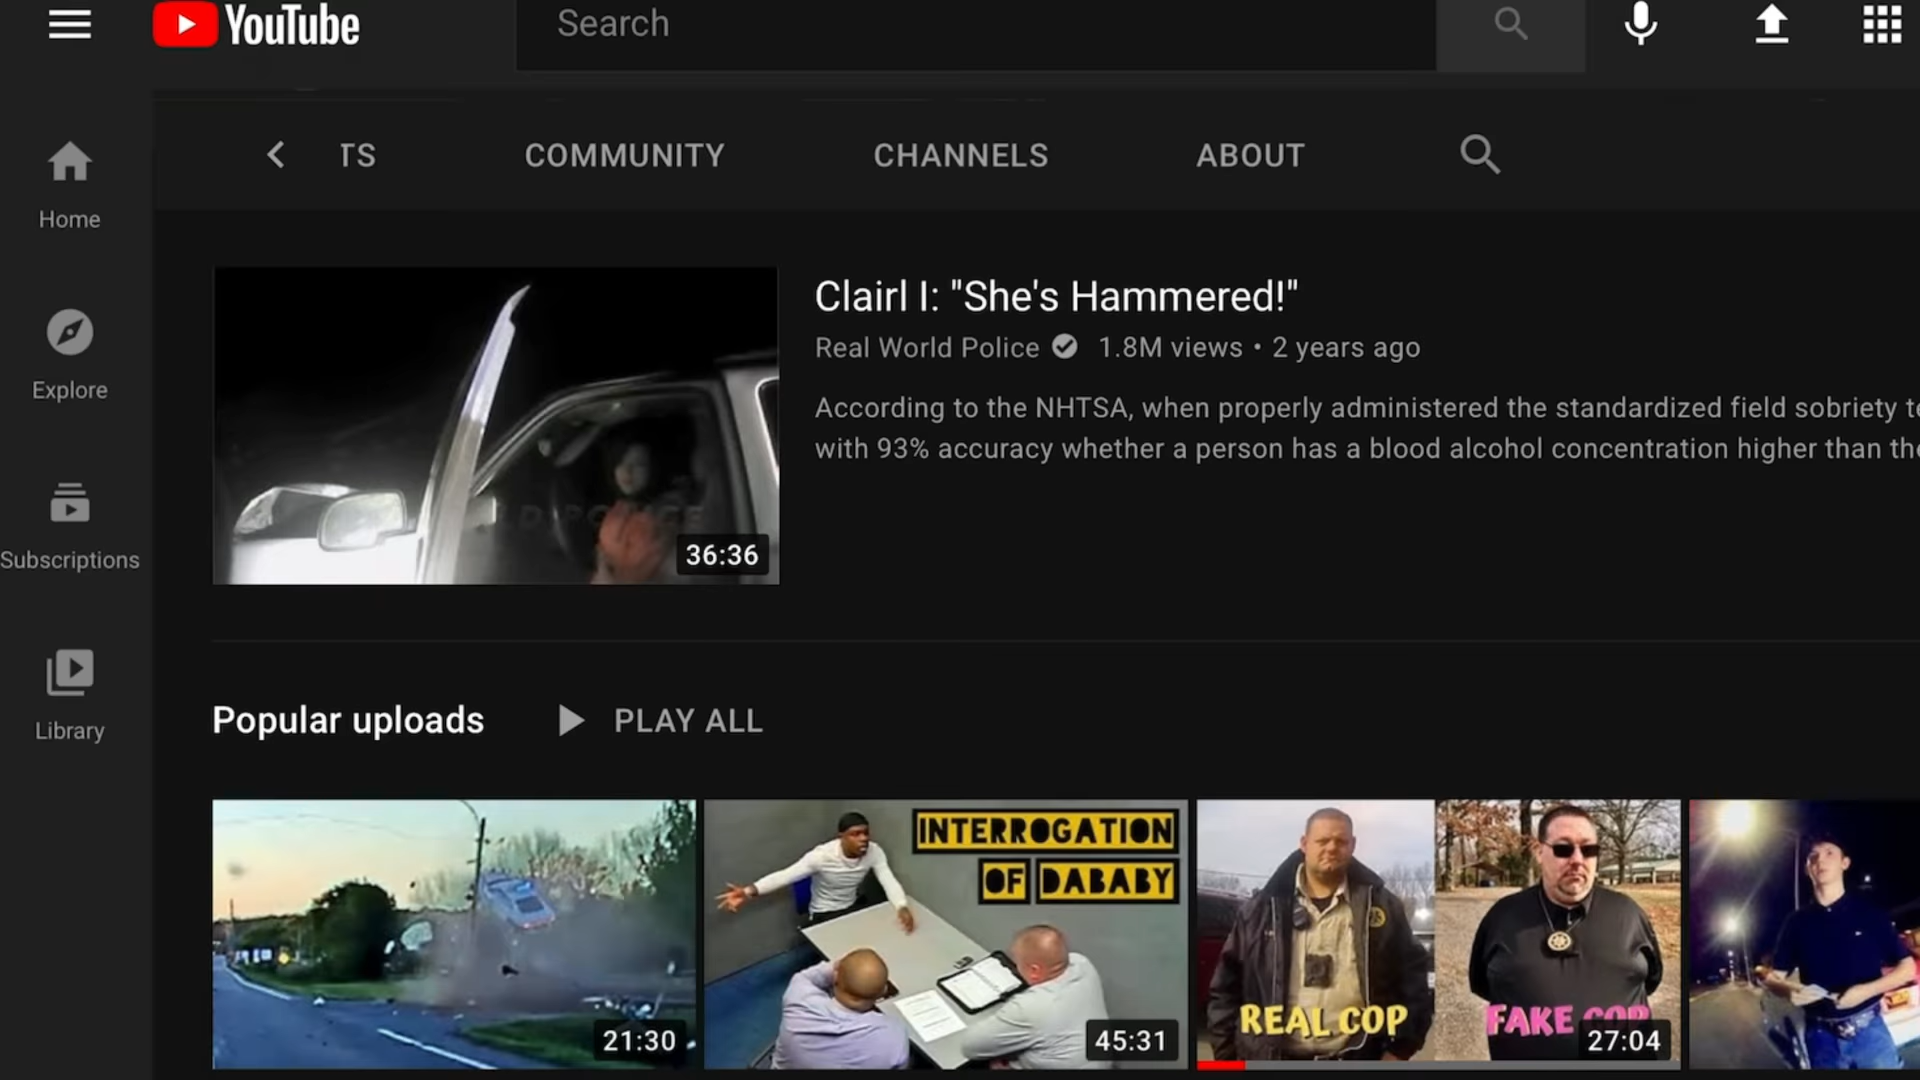 YouTube
Search
TS
COMMUNITY
CHANNELS
ABOUT
Home
Explore
Subscriptions
Library
Clairl I: "She's Hammered!"
Real World Police 1.8M views • 2 years ago
According to the NHTSA, when properly administered the standardized field sobriety te
with 93% accuracy whether a person has a blood alcohol concentration higher than the
36:36
Popular uploads
PLAY ALL
21:30
INTERROGATION
OF DABABY
45:31
REAL COP
FAKE COP
27:04